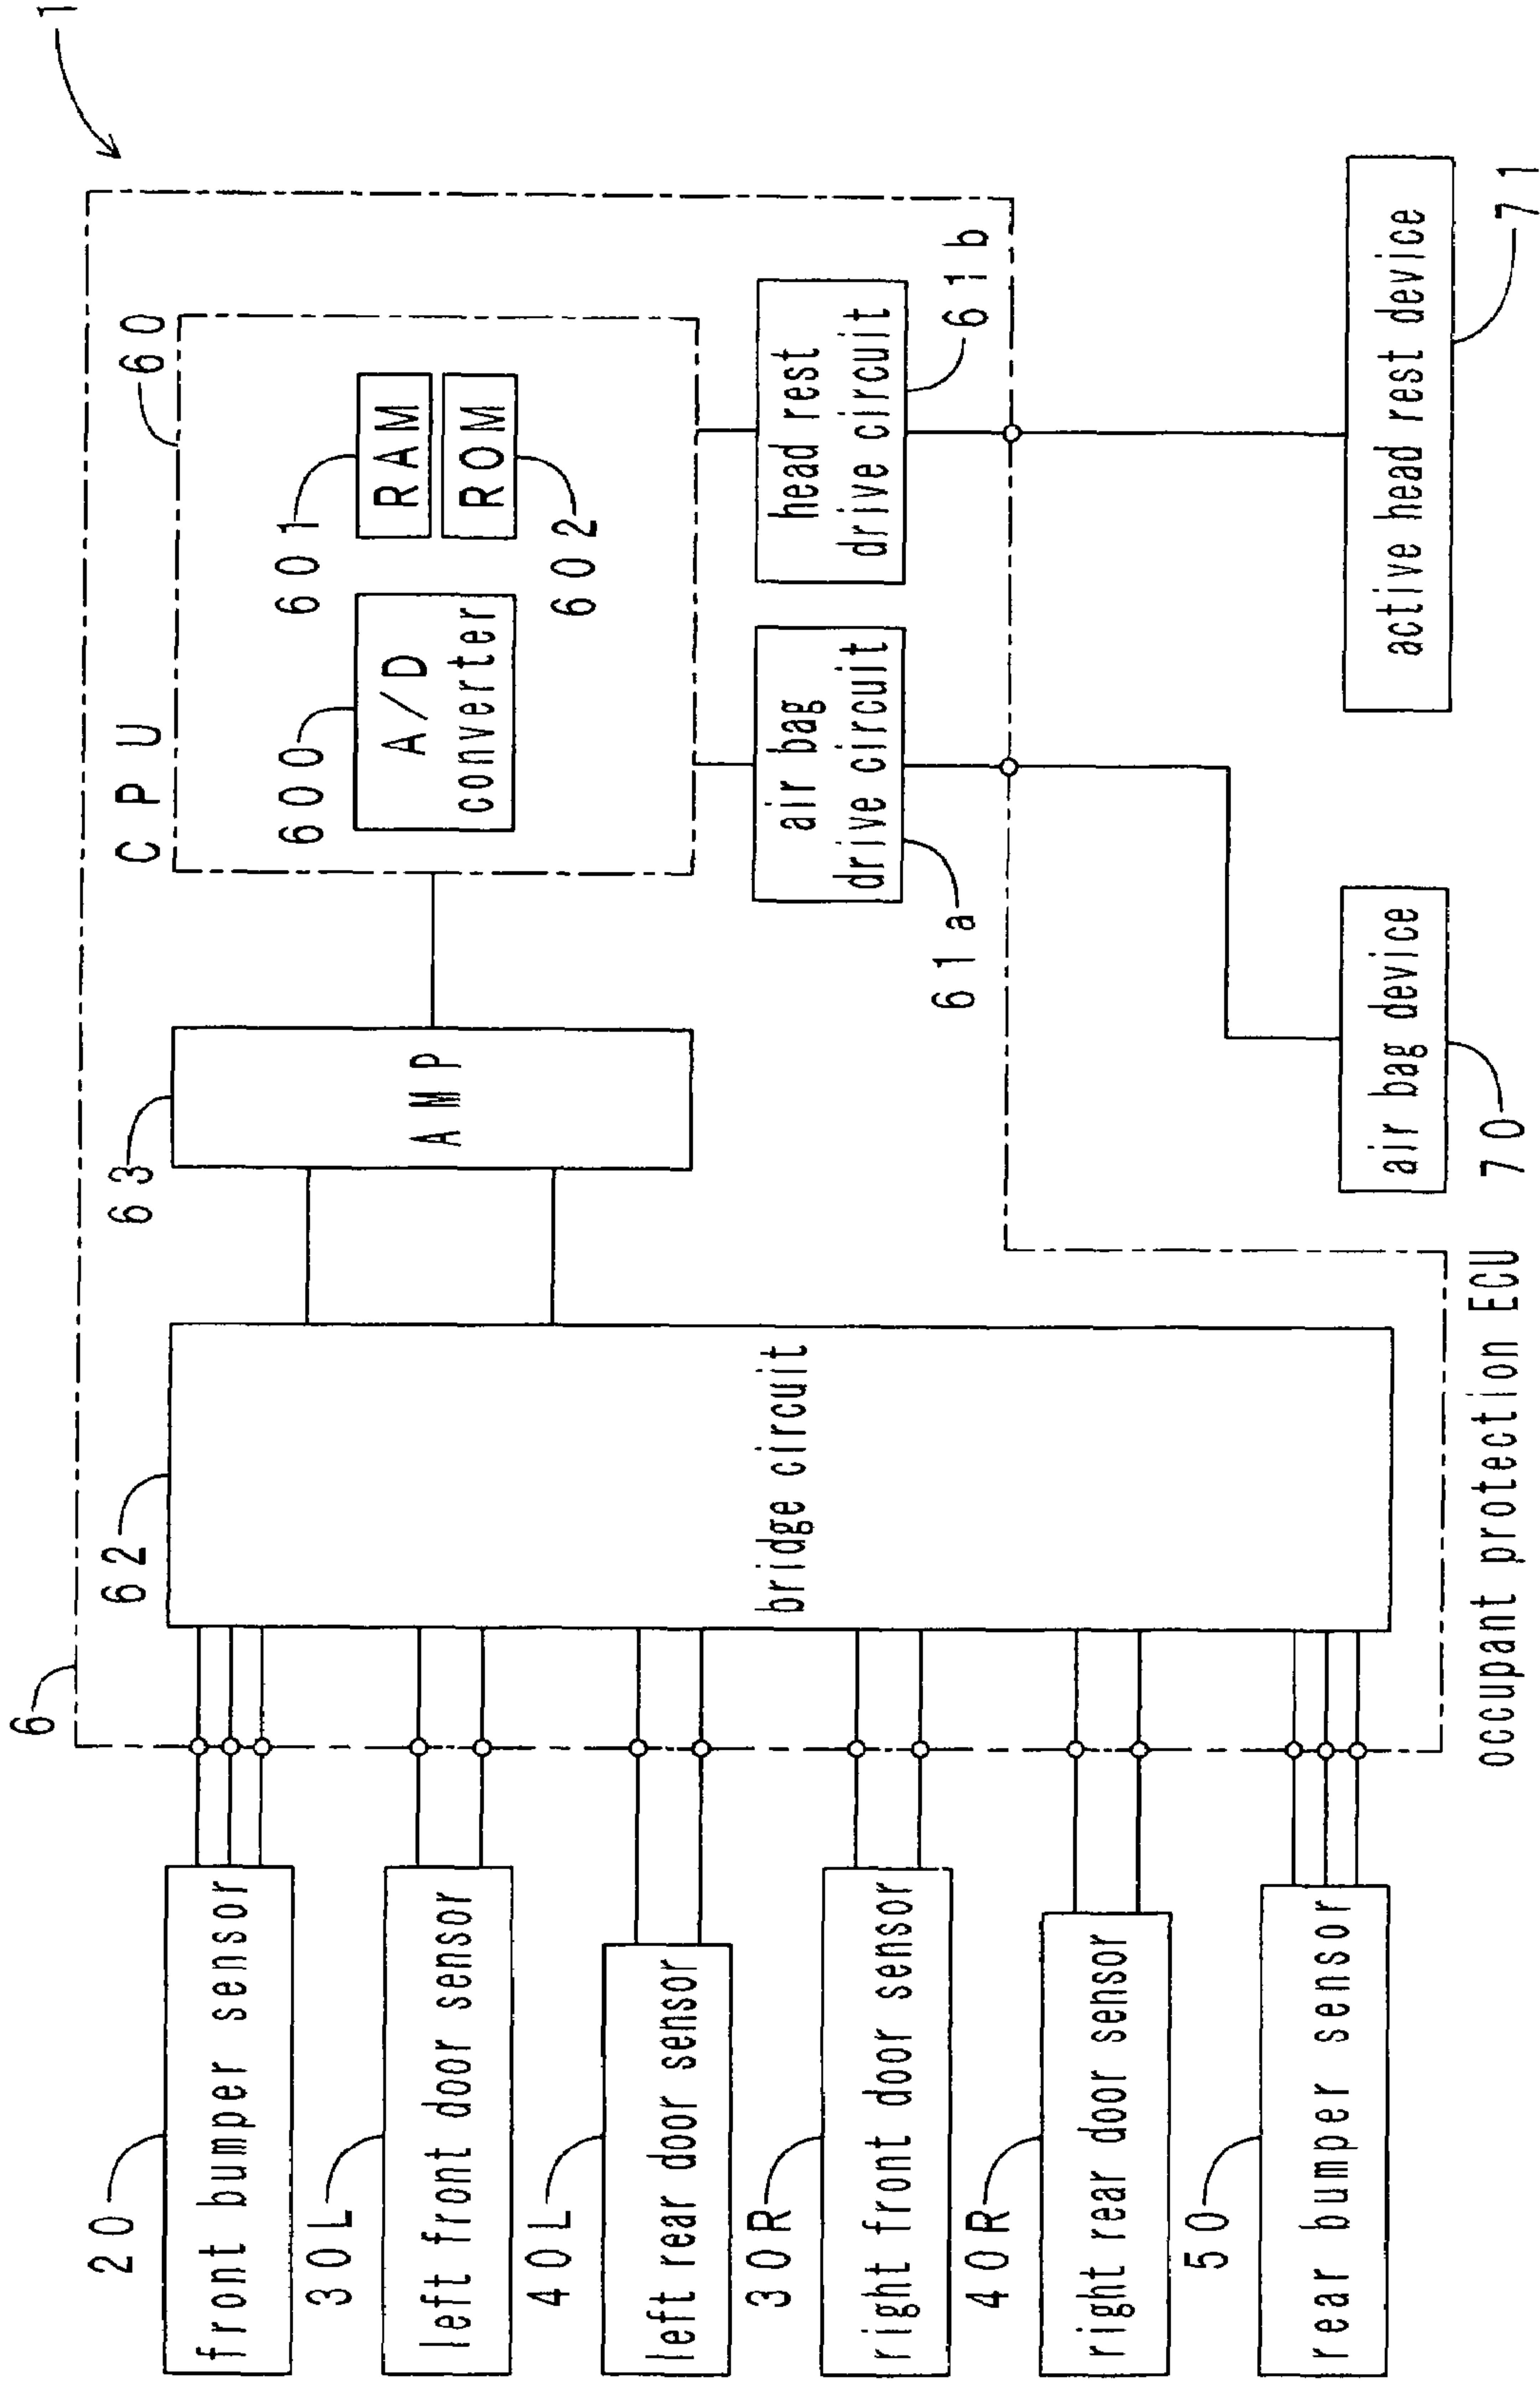 1
6
62
63
CPU
60
20
front bumper sensor
30L
left front door sensor
40L
left rear door sensor
30R
right front door sensor
40R
right rear door sensor
50
rear bumper sensor
bridge circuit
AMP
600
A/D
converter
601
RAM
ROM
602
air bag
drive circuit
61a
head rest
drive circuit
61b
occupant protection ECU
air bag device
70
active head rest device
71